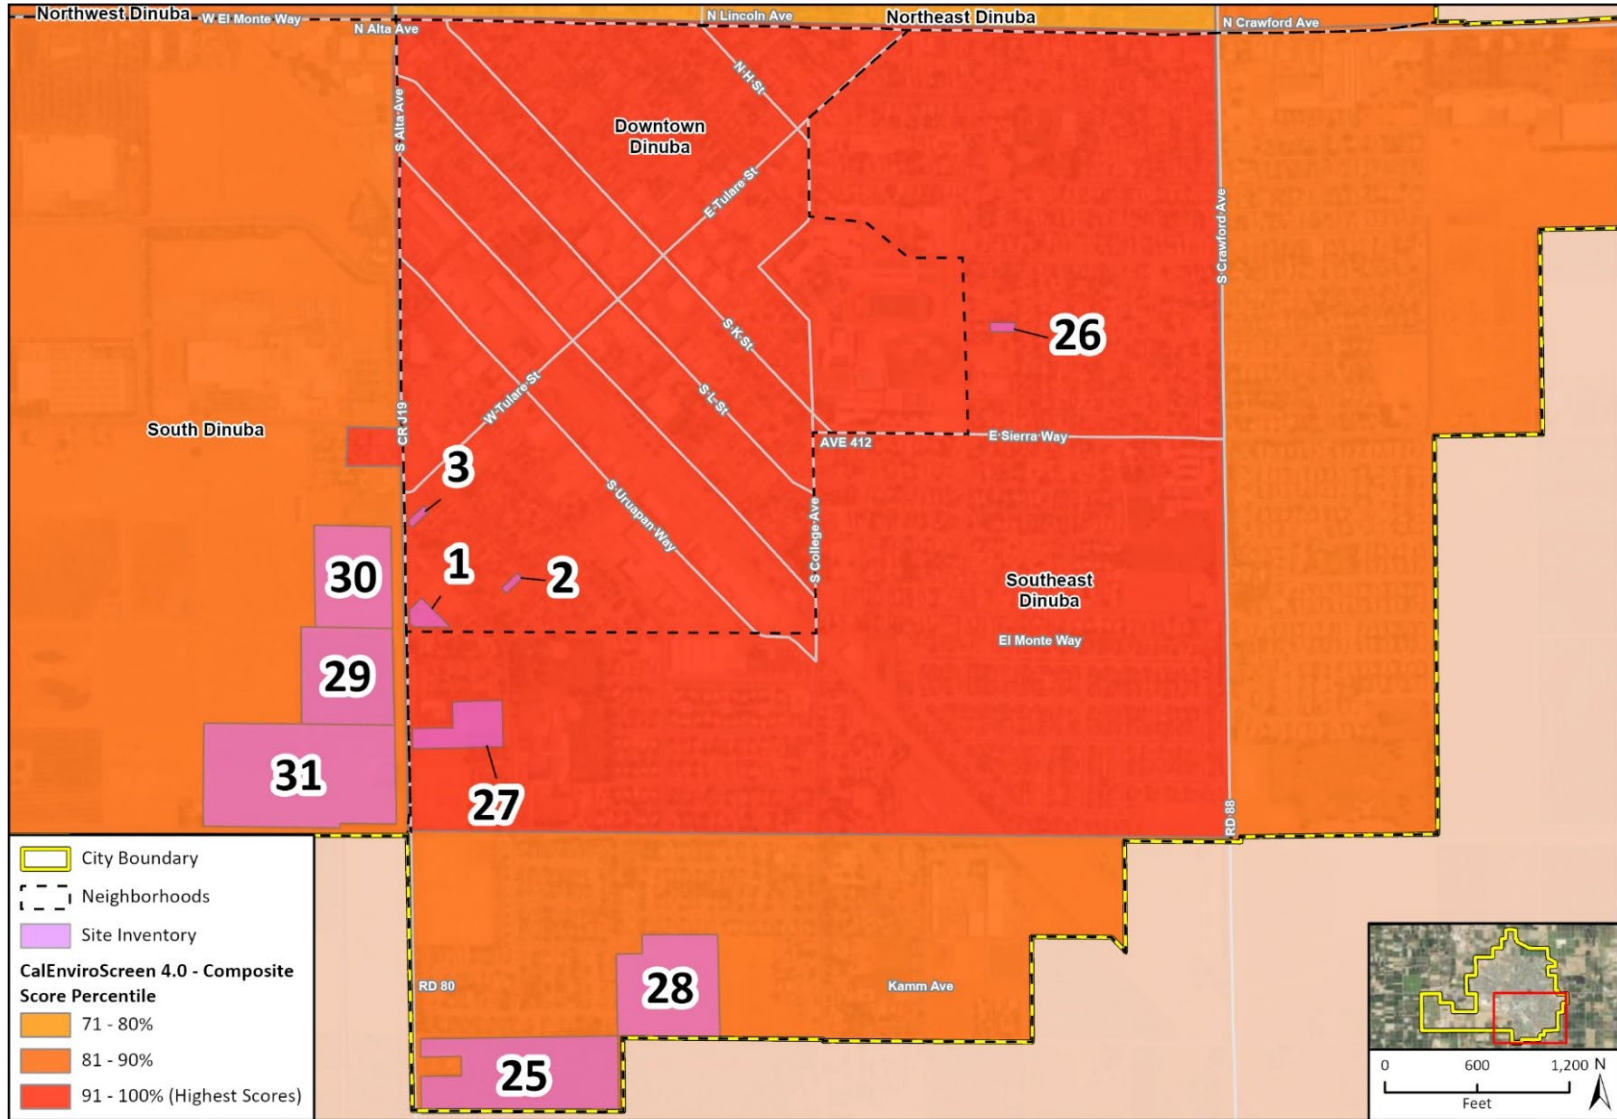 Northwest Dinuba
W El Monte Way
N Alta Ave
N Lincoln Ave
Northeast Dinuba
N Crawford Ave
S Alta Ave
N H St
Downtown
Dinuba
E Tulare St
S Crawford Ave
S K St
26
W Tulare St
S L St
South Dinuba
CR J19
AVE 412
E Sierra Way
3
S Uruapan Way
S College Ave
30
1
2
Southeast
Dinuba
El Monte Way
29
31
27
RD 88
City Boundary
Neighborhoods
Site Inventory
CalEnviroScreen 4.0 - Composite
Score Percentile
71 - 80%
81 - 90%
91 - 100% (Highest Scores)
RD 80
28
Kamm Ave
25
0 600 1,200
Feet
N